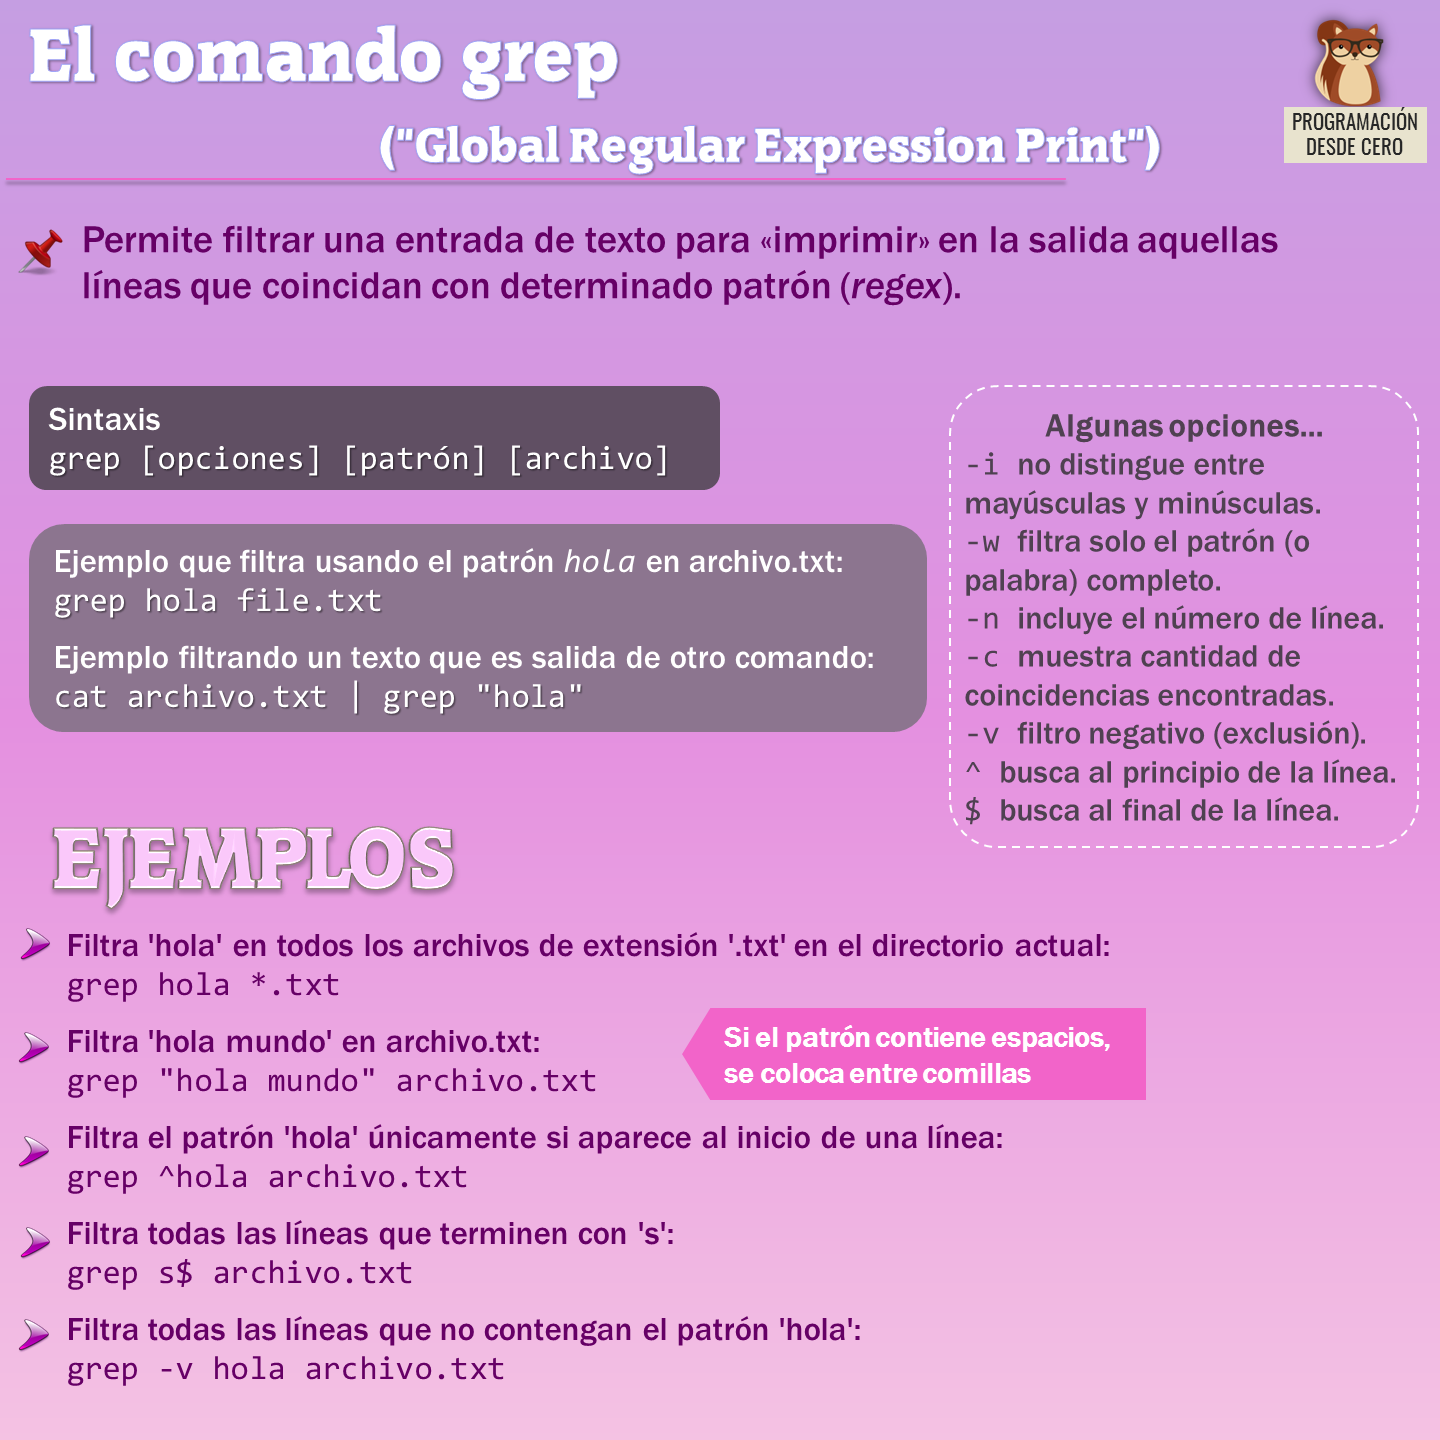 El comando grep
("Global Regular Expression Print")
PROGRAMACIÓN
DESDE CERO
Permite filtrar una entrada de texto para «imprimir» en la salida aquellas
líneas que coincidan con determinado patrón (regex).
Sintaxis
grep [opciones] [patrón] [archivo]
Ejemplo que filtra usando el patrón hola en archivo.txt:
grep hola file.txt
Ejemplo filtrando un texto que es salida de otro comando:
cat archivo.txt | grep "hola"
Algunas opciones...
-i no distingue entre
mayúsculas y minúsculas.
-w filtra solo el patrón (o
palabra) completo.
-n incluye el número de línea.
-c muestra cantidad de
coincidencias encontradas.
-v filtro negativo (exclusión).
^ busca al principio de la línea.
$ busca al final de la línea.
EJEMPLOS
Filtra 'hola' en todos los archivos de extensión '.txt' en el directorio actual:
grep hola *.txt
Filtra 'hola mundo' en archivo.txt:
grep "hola mundo" archivo.txt
Si el patrón contiene espacios,
se coloca entre comillas
Filtra el patrón 'hola' únicamente si aparece al inicio de una línea:
grep ^hola archivo.txt
Filtra todas las líneas que terminen con 's':
grep s$ archivo.txt
Filtra todas las líneas que no contengan el patrón 'hola':
grep -v hola archivo.txt